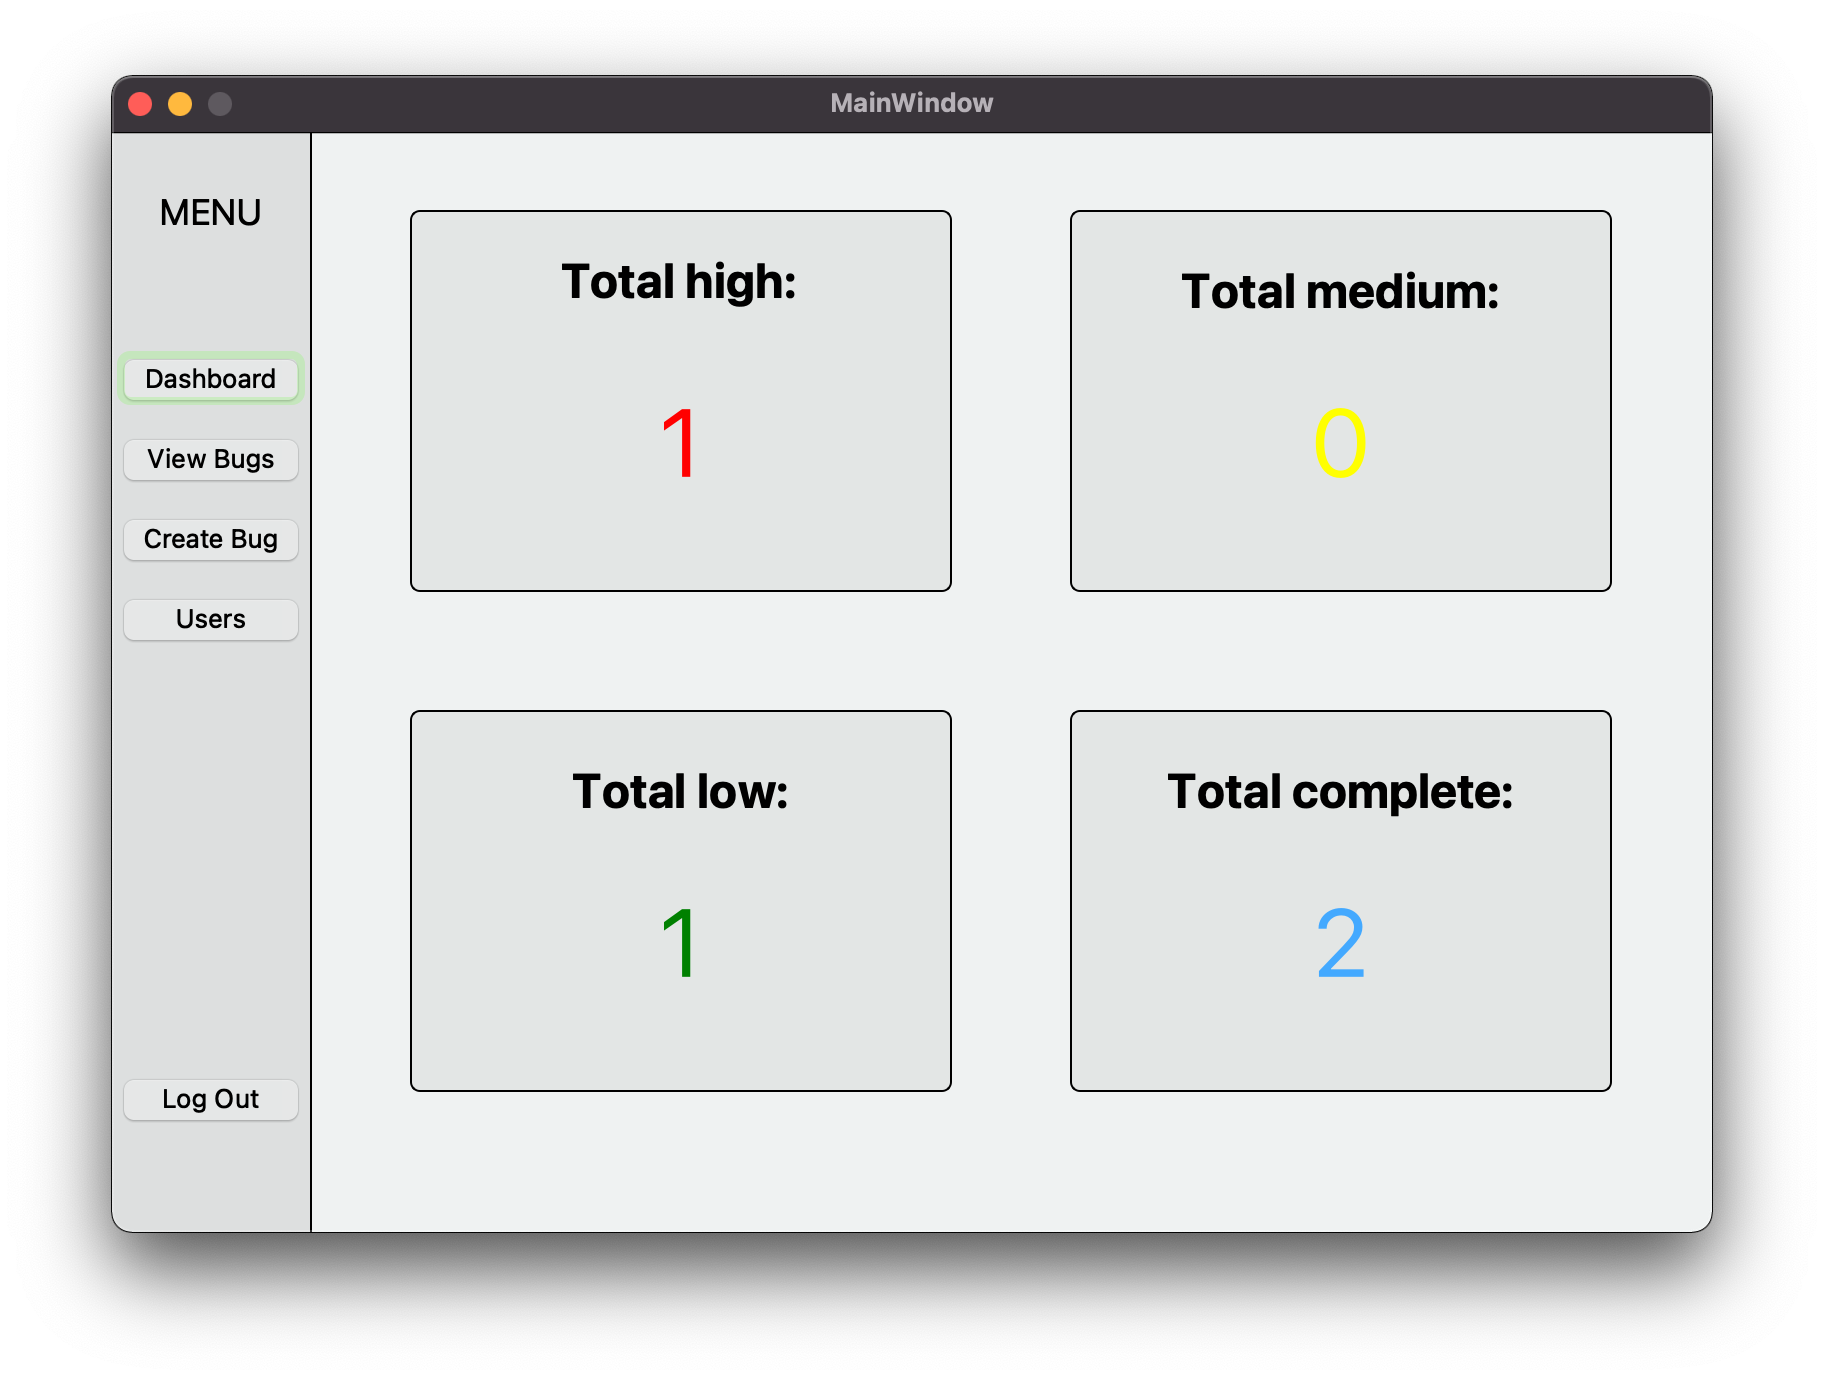 MainWindow
MENU
Dashboard
View Bugs
Create Bug
Users
Log Out
Total high:
1
Total medium:
0
Total low:
1
Total complete:
2